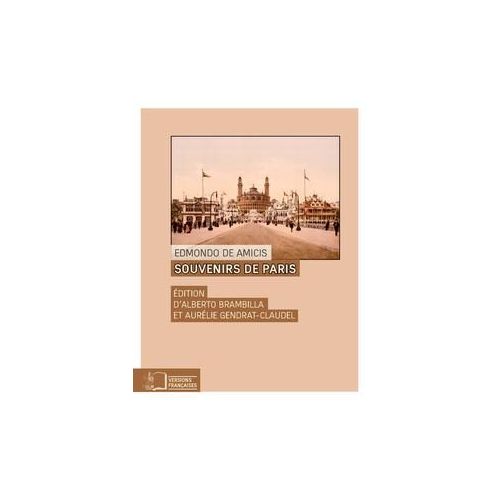 EDMONDO DE AMICIS
SOUVENIRS DE PARIS
ÉDITION
D'ALBERTO BRAMBILLA
ET AURÉLIE GENDRAT-CLAUDEL
VERSIONS
FRANÇAISES